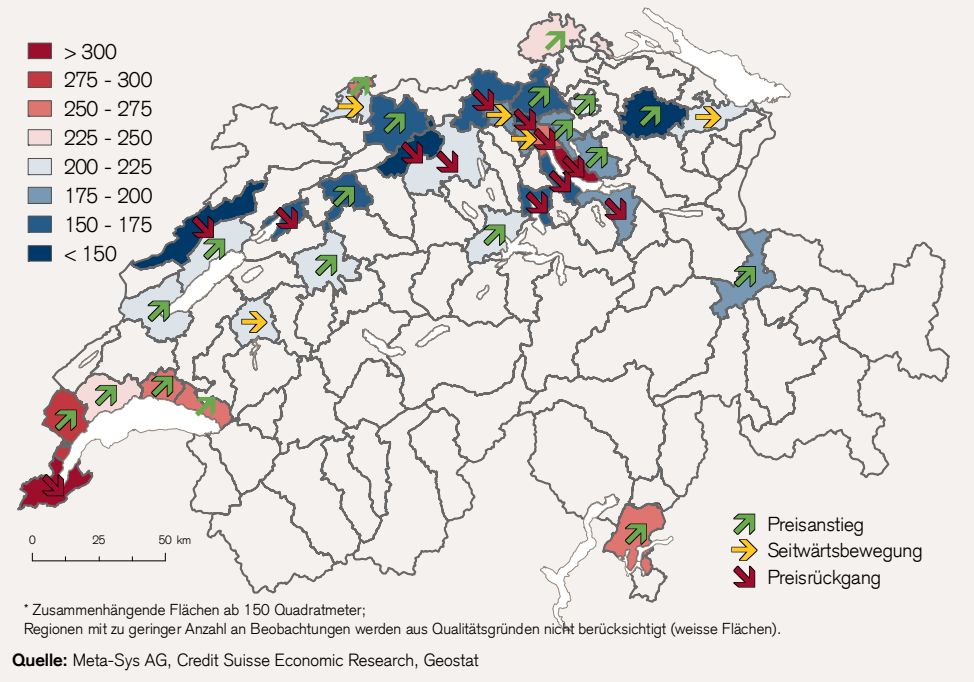 > 300
275 - 300
250 - 275
225 - 250
200 - 225
175 - 200
150 - 175
< 150
0 25 50 km
Preisanstieg
Seitwärtsbewegung
Preisrückgang
* Zusammenhängende Flächen ab 150 Quadratmeter;
Regionen mit zu geringer Anzahl an Beobachtungen werden aus Qualitätsgründen nicht berücksichtigt (weisse Flächen).
Quelle: Meta-Sys AG, Credit Suisse Economic Research, Geostat